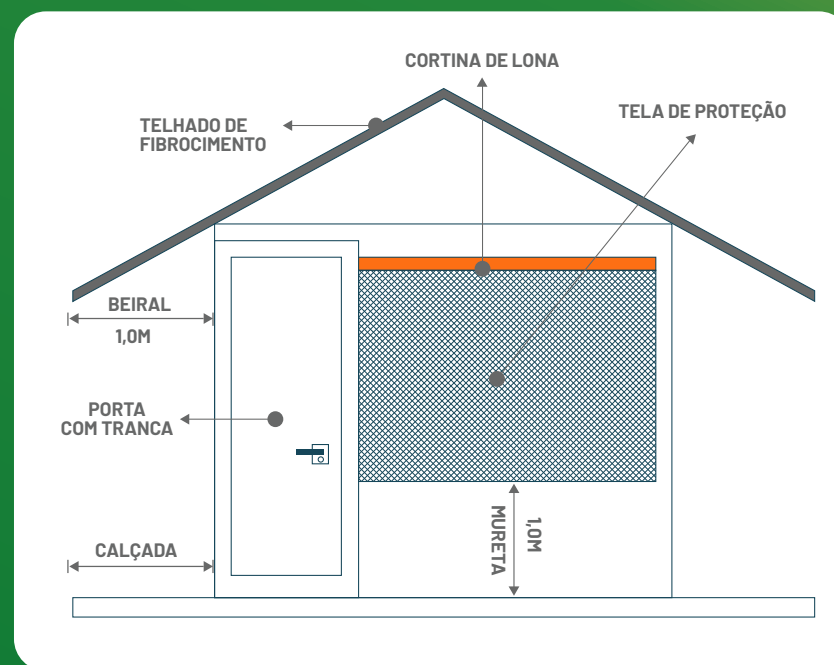 CORTINA DE LONA
TELA DE PROTEÇÃO
TELHADO DE
FIBROCIMENTO
BEIRAL
1,0M
PORTA
COM TRANCA
CALÇADA
1,0M
MURETA